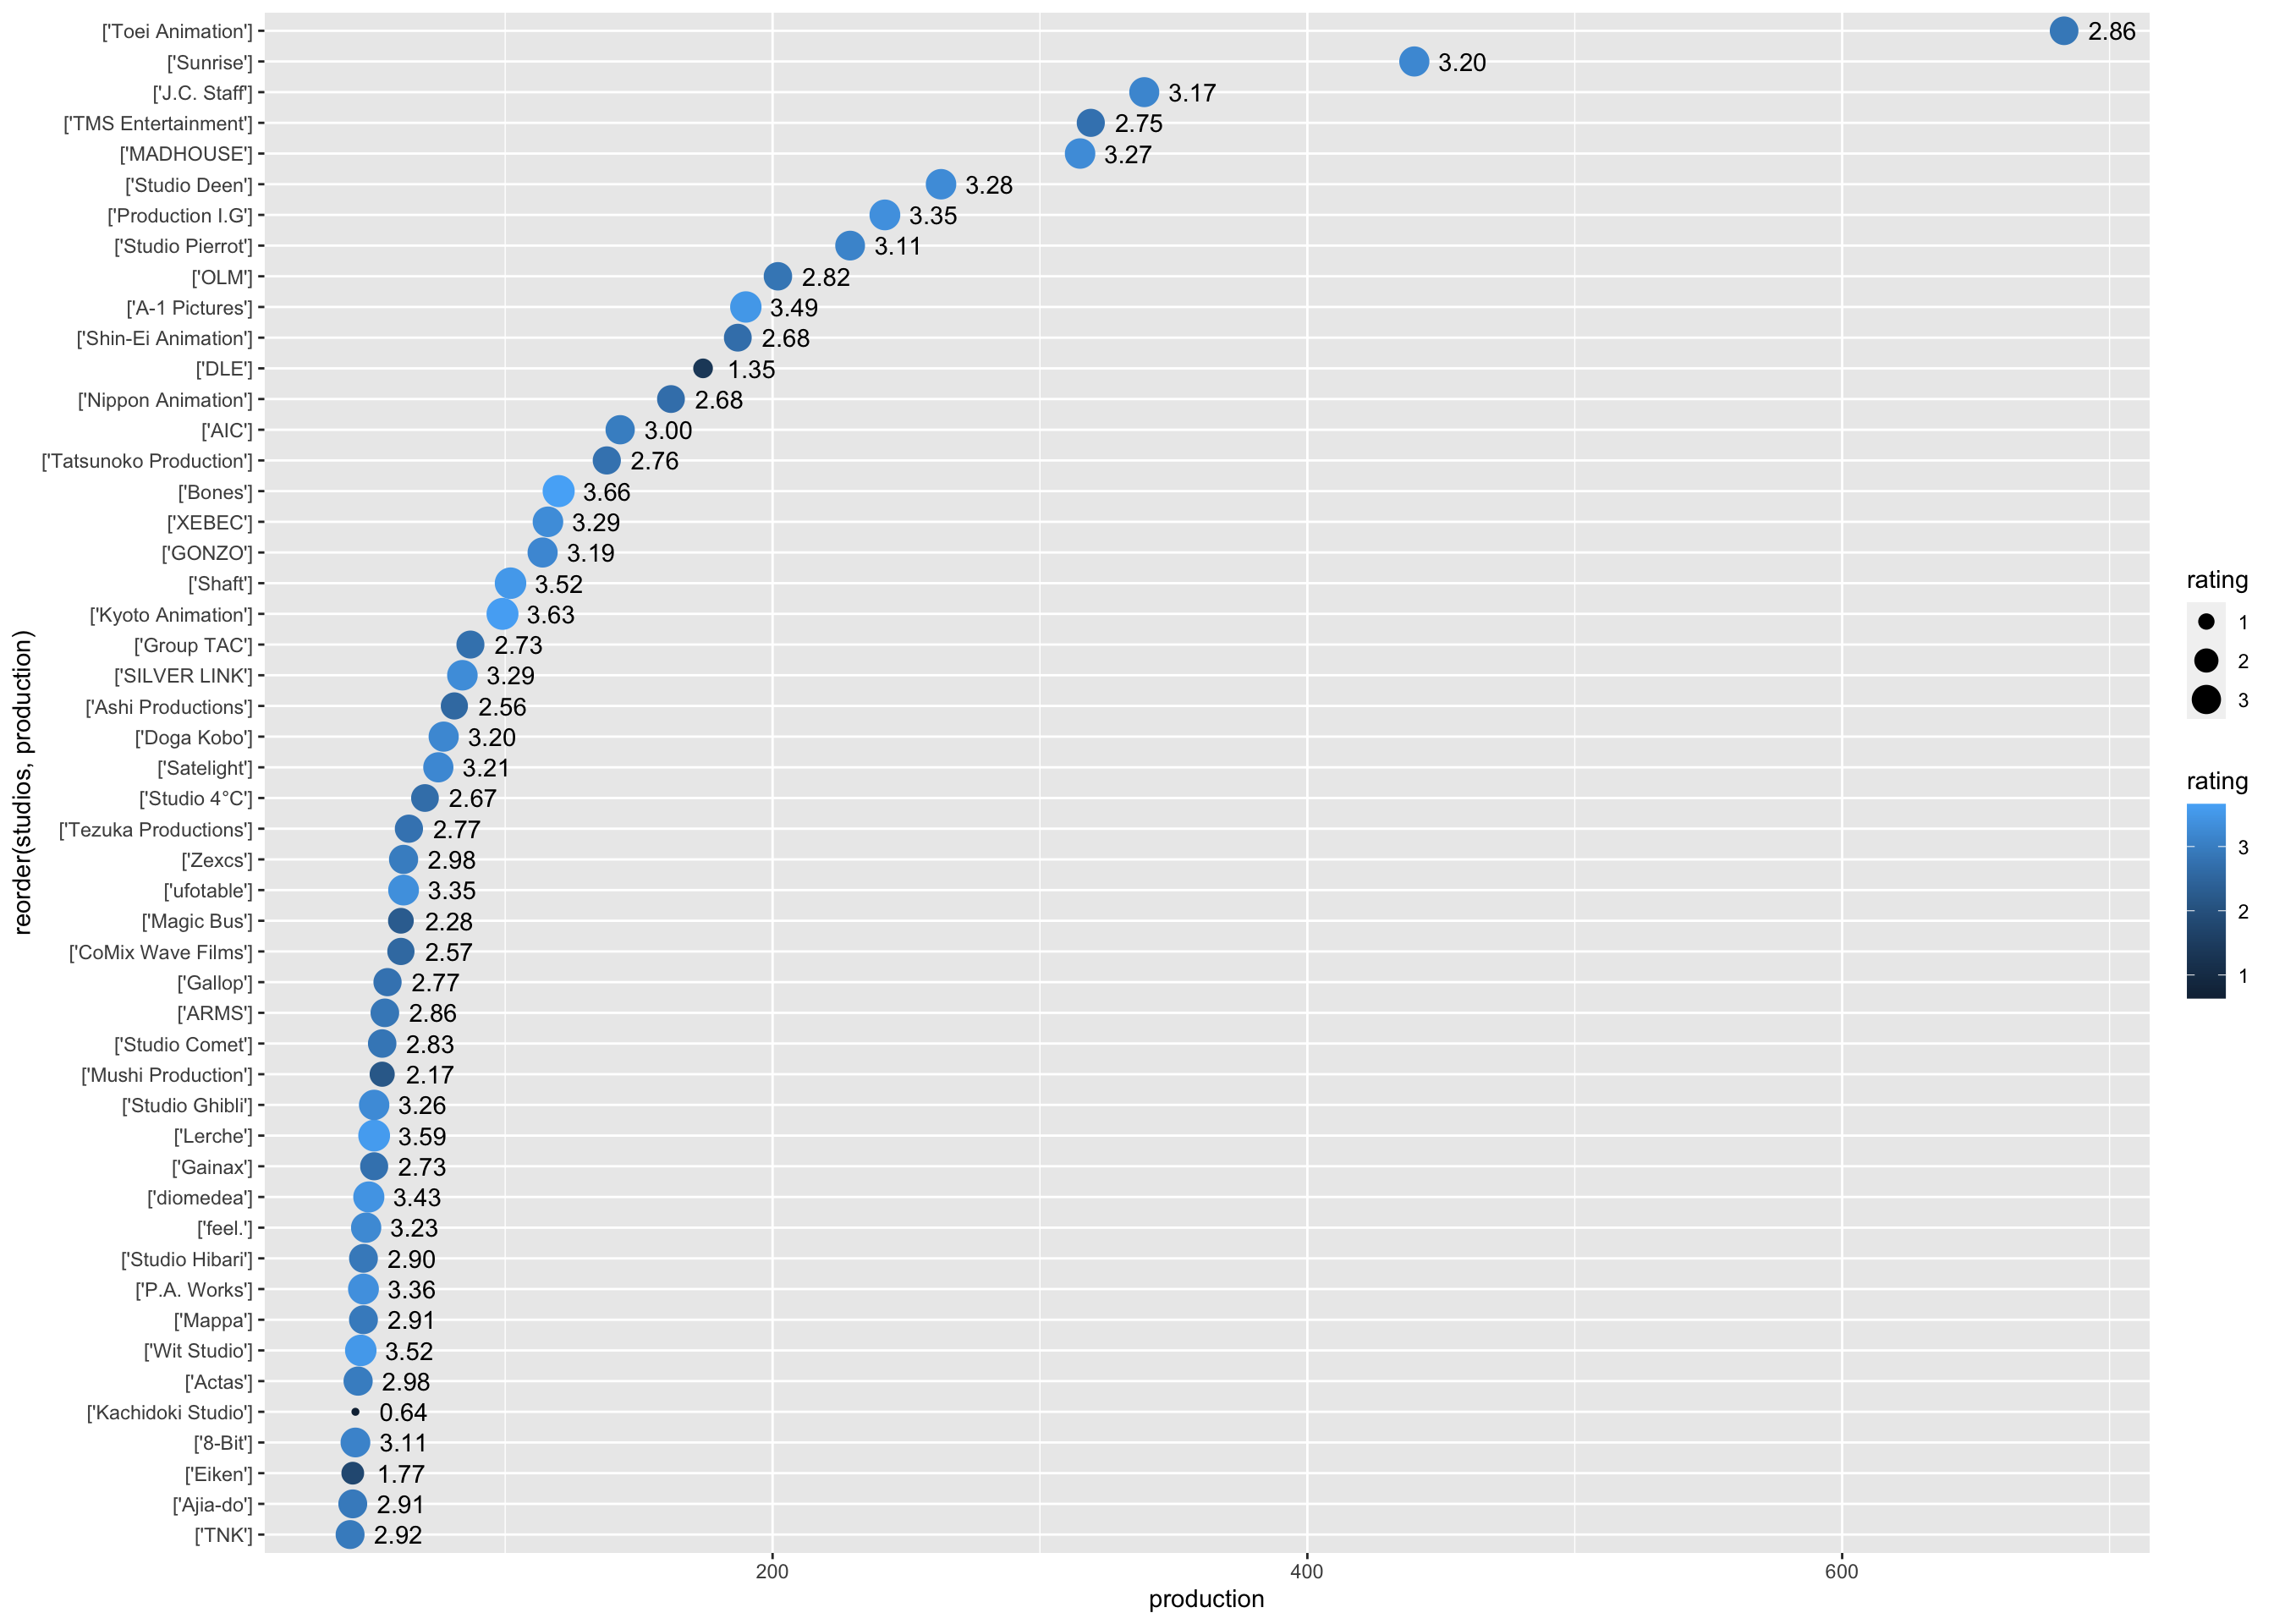 ['Toei Animation'] 2.86
['Sunrise'] 3.20
['J.C. Staff'] 3.17
['TMS Entertainment'] 2.75
['MADHOUSE'] 3.27
['Studio Deen'] 3.28
['Production I.G'] 3.35
['Studio Pierrot'] 3.11
['OLM'] 2.82
['A-1 Pictures'] 3.49
['Shin-Ei Animation'] 2.68
['DLE'] 1.35
['Nippon Animation'] 2.68
['AIC'] 3.00
['Tatsunoko Production'] 2.76
['Bones'] 3.66
['XEBEC'] 3.29
['GONZO'] 3.19
['Shaft'] 3.52
['Kyoto Animation'] 3.63
['Group TAC'] 2.73
['SILVER LINK'] 3.29
['Ashi Productions'] 2.56
['Doga Kobo'] 3.20
['Satelight'] 3.21
['Studio 4°C'] 2.67
['Tezuka Productions'] 2.77
['Zexcs'] 2.98
['ufotable'] 3.35
['Magic Bus'] 2.28
['CoMix Wave Films'] 2.57
['Gallop'] 2.77
['ARMS'] 2.86
['Studio Comet'] 2.83
['Mushi Production'] 2.17
['Studio Ghibli'] 3.26
['Lerche'] 3.59
['Gainax'] 2.73
['diomedea'] 3.43
['feel.'] 3.23
['Studio Hibari'] 2.90
['P.A. Works'] 3.36
['Mappa'] 2.91
['Wit Studio'] 3.52
['Actas'] 2.98
['Kachidoki Studio'] 0.64
['8-Bit'] 3.11
['Eiken'] 1.77
['Ajia-do'] 2.91
['TNK'] 2.92
200 400 600
production
reorder(studios, production)
rating
1
2
3
rating
3
2
1